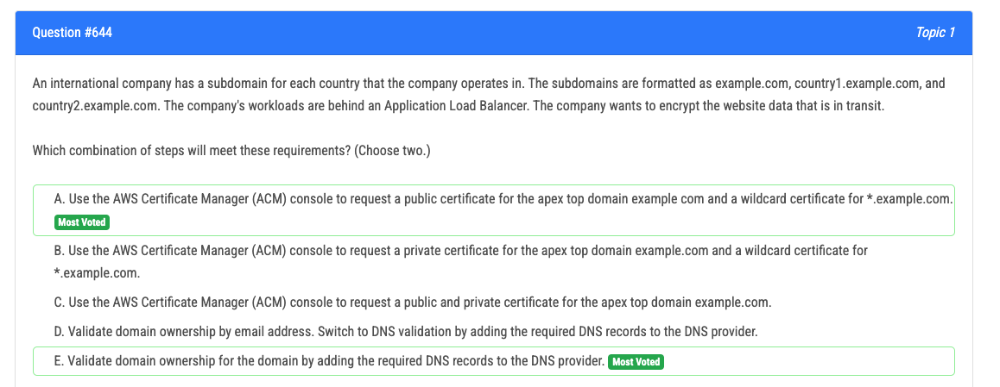 Question #644
Topic 1
An international company has a subdomain for each country that the company operates in. The subdomains are formatted as example.com, country1.example.com, and
country2.example.com. The company's workloads are behind an Application Load Balancer. The company wants to encrypt the website data that is in transit.
Which combination of steps will meet these requirements? (Choose two.)
A. Use the AWS Certificate Manager (ACM) console to request a public certificate for the apex top domain example com and a wildcard certificate for *.example.com.
Most Voted
B. Use the AWS Certificate Manager (ACM) console to request a private certificate for the apex top domain example.com and a wildcard certificate for
*.example.com.
C. Use the AWS Certificate Manager (ACM) console to request a public and private certificate for the apex top domain example.com.
D. Validate domain ownership by email address. Switch to DNS validation by adding the required DNS records to the DNS provider.
E. Validate domain ownership for the domain by adding the required DNS records to the DNS provider. Most Voted